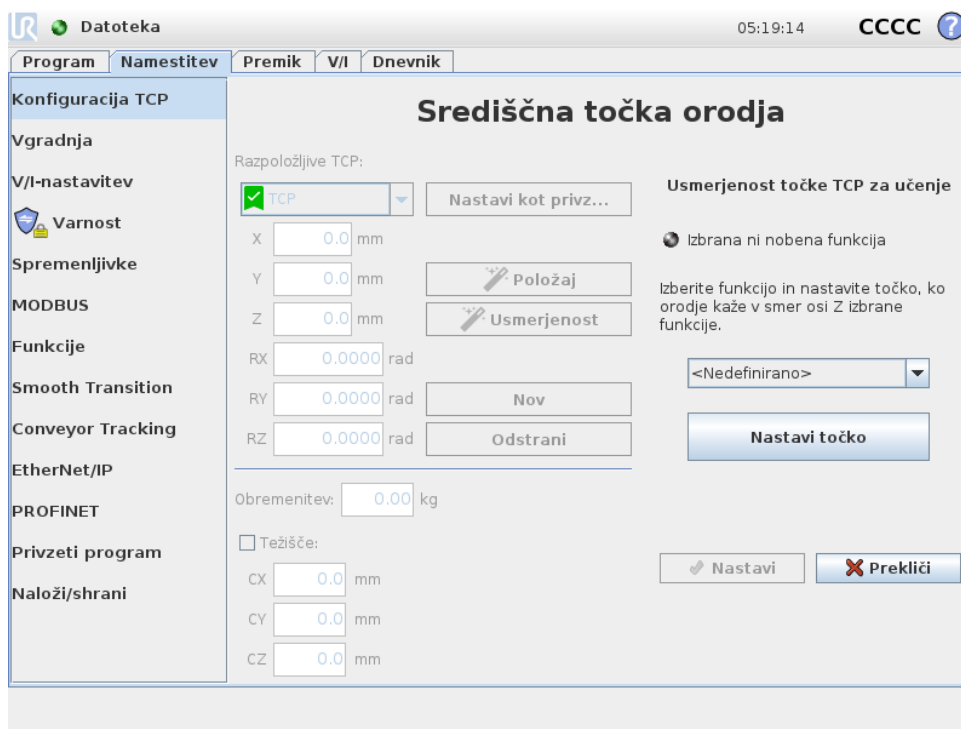 UR Datoteka 05:19:14 CCCC ?
Program Namestitev Premik V/I Dnevnik
Konfiguracija TCP
Vgradnja
V/I-nastavitev
Varnost
Spremenljivke
MODBUS
Funkcije
Smooth Transition
Conveyor Tracking
EtherNet/IP
PROFINET
Privzeti program
Naloži/shrani
Središčna točka orodja
Razpoložljive TCP:
TCP Nastavi kot privz...
X 0.0 mm
Y 0.0 mm Položaj
Z 0.0 mm Usmerjenost
RX 0.0000 rad
RY 0.0000 rad Nov
RZ 0.0000 rad Odstrani
Obremenitev: 0.00 kg
Težišče:
CX 0.0 mm
CY 0.0 mm
CZ 0.0 mm
Usmerjenost točke TCP za učenje
Izbrana ni nobena funkcija
Izberite funkcijo in nastavite točko, ko
orodje kaže v smer osi Z izbrane
funkcije.
<Nedefinirano>
Nastavi točko
Nastavi Prekliči